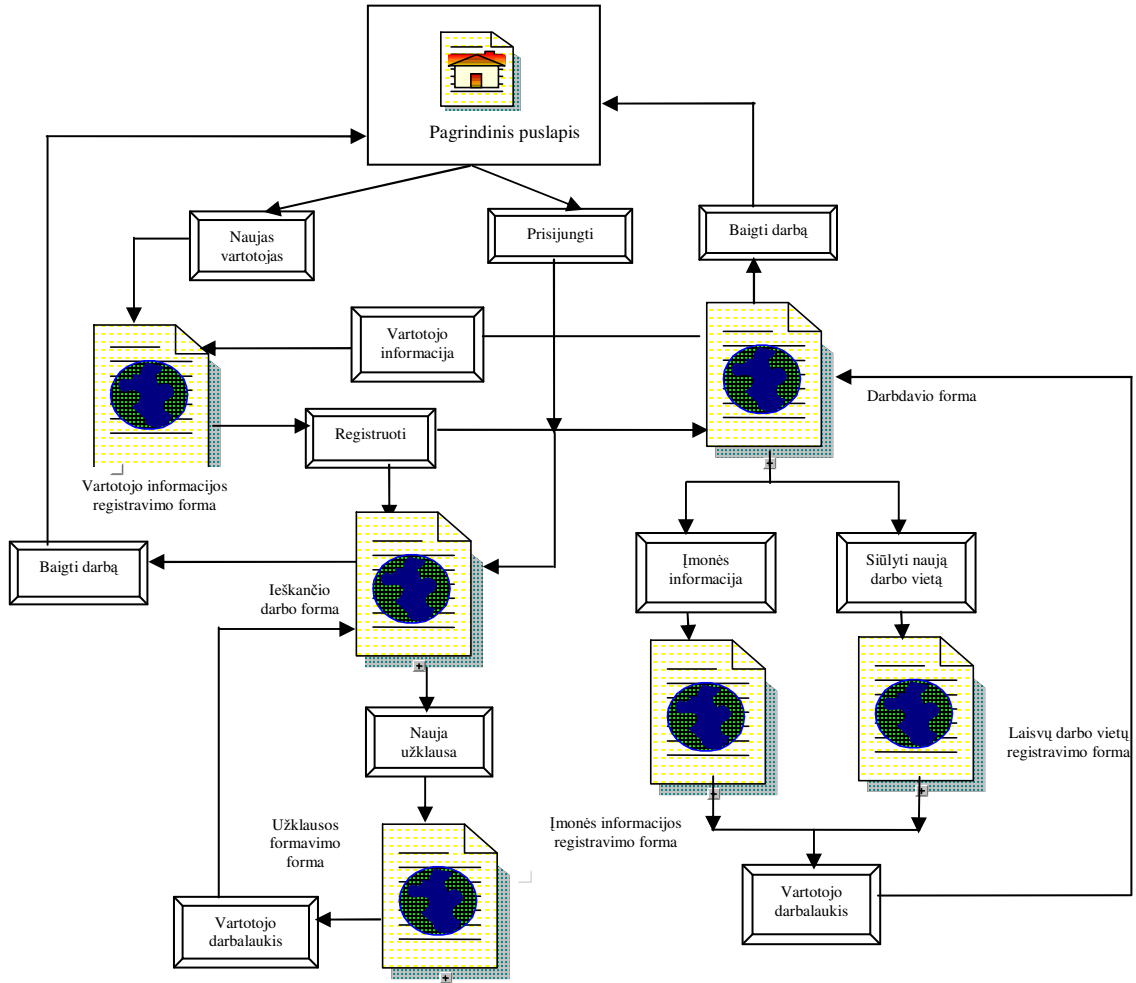 Pagrindinis puslapis
Naujas
vartotojas
Prisijungti
Baigti darbą
Vartotojo
informacija
Darbdavio forma
Registruoti
Vartotojo informacijos
registravimo forma
Baigti darbą
Ieškančio
darbo forma
Įmonės
informacija
Siūlyti naują
darbo vietą
Nauja
užklausa
Laisvų darbo vietų
registravimo forma
Užklausos
formavimo
forma
Įmonės informacijos
registravimo forma
Vartotojo
darbalaukis
Vartotojo
darbalaukis